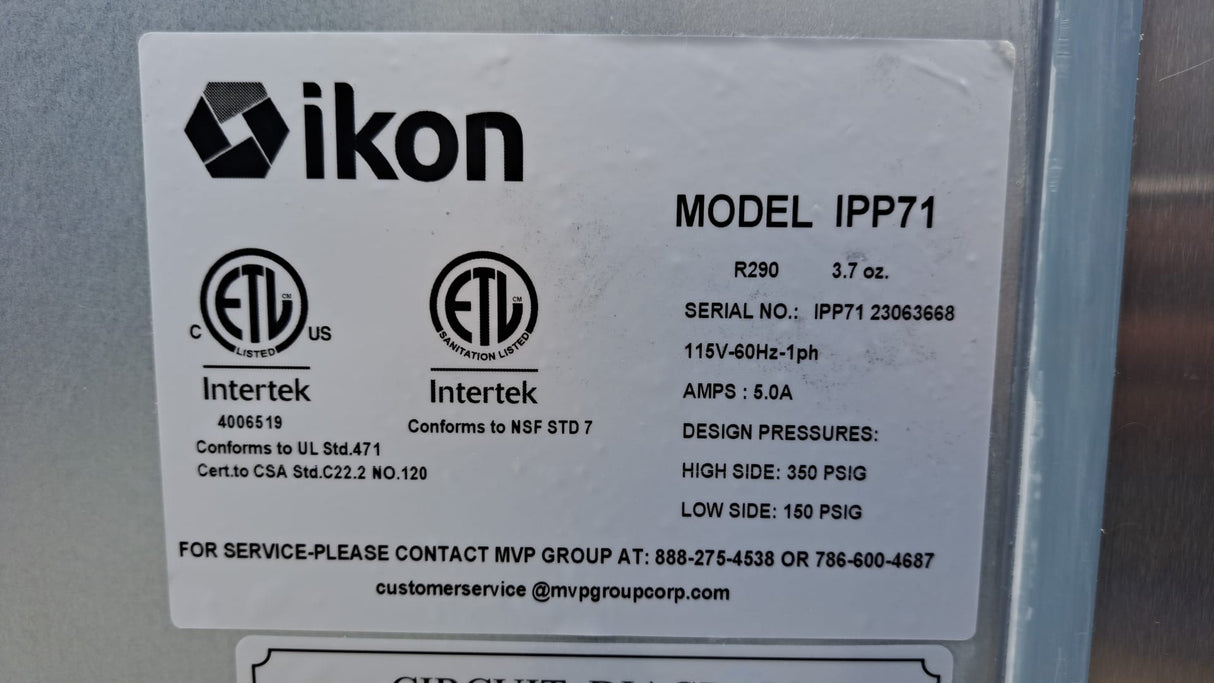 ikon
MODEL IPP71
R290 3.7 oz.
SERIAL NO.: IPP71 23063668
115V-60Hz-1ph
AMPS : 5.0A
DESIGN PRESSURES:
HIGH SIDE: 350 PSIG
LOW SIDE: 150 PSIG
ETL CM
C US
LISTED
Intertek
4006519
Conforms to UL Std.471
Cert.to CSA Std.C22.2 NO.120
ETL CM
SANITATION LISTED
Intertek
Conforms to NSF STD 7
FOR SERVICE-PLEASE CONTACT MVP GROUP AT: 888-275-4538 OR 786-600-4687
customerservice @mvpgroupcorp.com
CIRCUIT